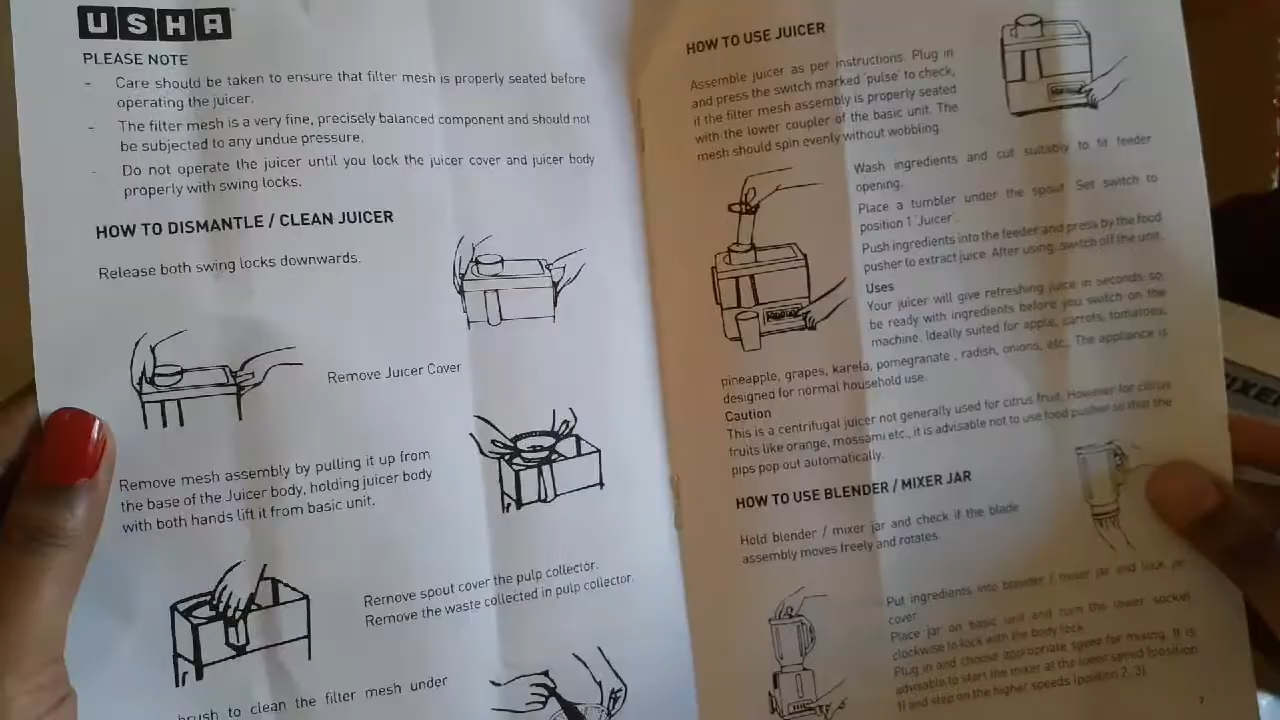 USHA
PLEASE NOTE
- Care should be taken to ensure that filter mesh is properly seated before
operating the juicer.
- The filter mesh is a very fine, precisely balanced component and should not
be subjected to any undue pressure.
- Do not operate the juicer until you lock the juicer cover and juicer body
properly with swing locks.
HOW TO DISMANTLE / CLEAN JUICER
Release both swing locks downwards.
Remove Juicer Cover
Remove mesh assembly by pulling it up from
the base of the Juicer body, holding juicer body
with both hands lift it from basic unit.
Remove spout cover the pulp collector.
Remove the waste collected in pulp collector.
brush to clean the filter mesh under
HOW TO USE JUICER
Assemble juicer as per instructions. Plug in
and press the switch marked 'pulse' to check,
if the filter mesh assembly is properly seated
with the lower coupler of the basic unit. The
mesh should spin evenly without wobbling.
Wash ingredients and cut suitably to fit feeder
opening.
Place a tumbler under the spout. Set switch to
position 1 'Juicer'.
Push ingredients into the feeder and press by the food
pusher to extract juice. After using, switch off the unit.
Uses
Your juicer will give refreshing juice in seconds so
be ready with ingredients before you switch on the
machine. Ideally suited for apple, carrots, tomatoes,
pineapple, grapes, karela, pomegranate , radish, onions, etc. The appliance is
designed for normal household use.
Caution
This is a centrifugal juicer not generally used for citrus fruit. However for citrus
fruits like orange, mossami etc., it is advisable not to use food pusher so that the
pips pop out automatically.
HOW TO USE BLENDER / MIXER JAR
Hold blender / mixer jar and check if the blade
assembly moves freely and rotates.
Put ingredients into blender / mixer jar and lock jar
cover
Place jar on basic unit and turn the lower socket
clockwise to lock with the body lock
Plug in and choose appropriate speed for mixing. It is
advisable to start the mixer at the lower speed (position
1) and step on the higher speeds (position 2, 3).
7